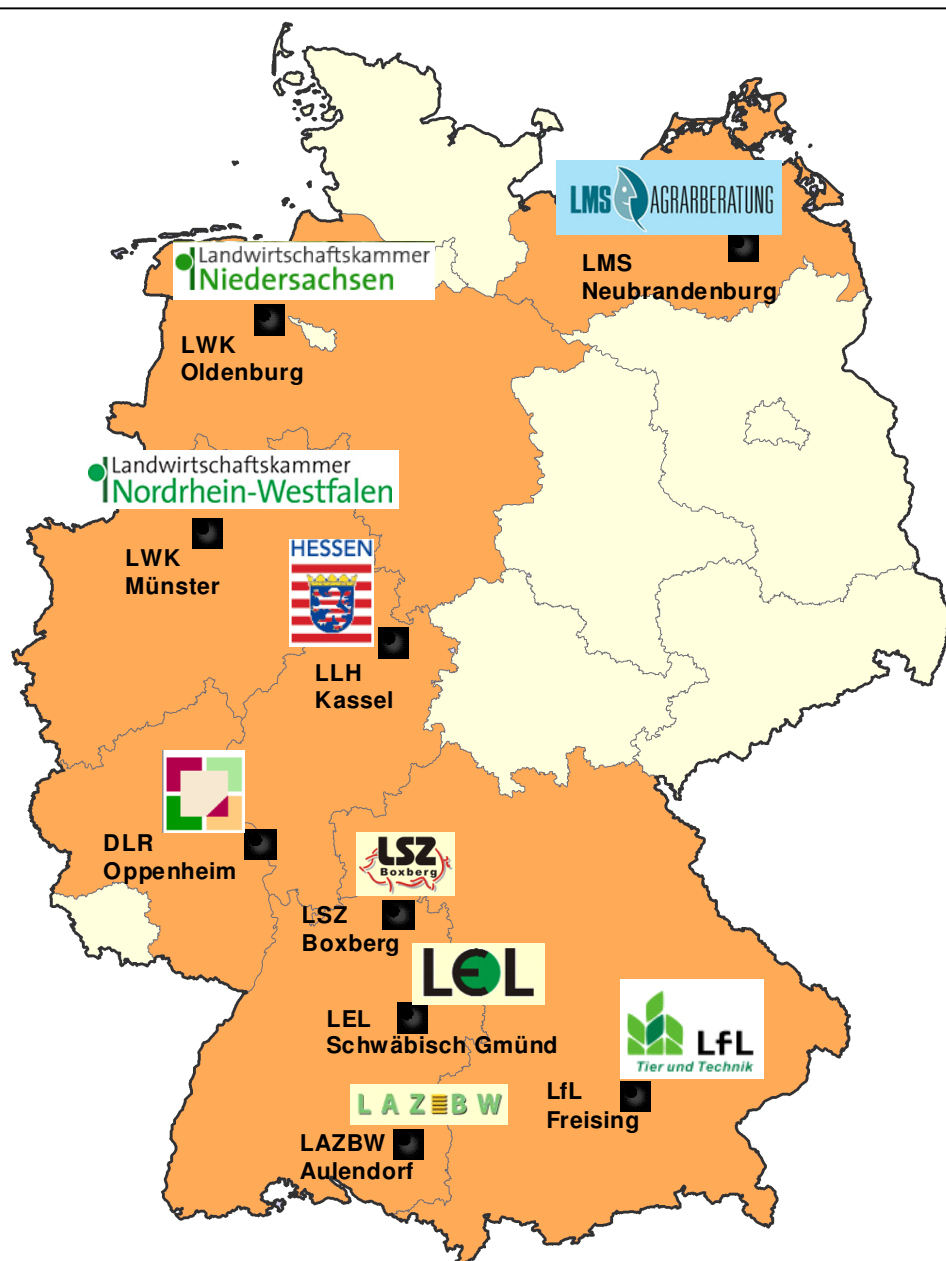 LMS AGRARBERATUNG
LMS
Neubrandenburg
Landwirtschaftskammer
Niedersachsen
LWK
Oldenburg
Landwirtschaftskammer
Nordrhein-Westfalen
LWK
Münster
HESSEN
LLH
Kassel
DLR
Oppenheim
LSZ
Boxberg
LSZ
Boxberg
LEL
LEL
Schwäbisch Gmünd
LfL
Tier und Technik
LfL
Freising
LAZBW
LAZBW
Aulendorf